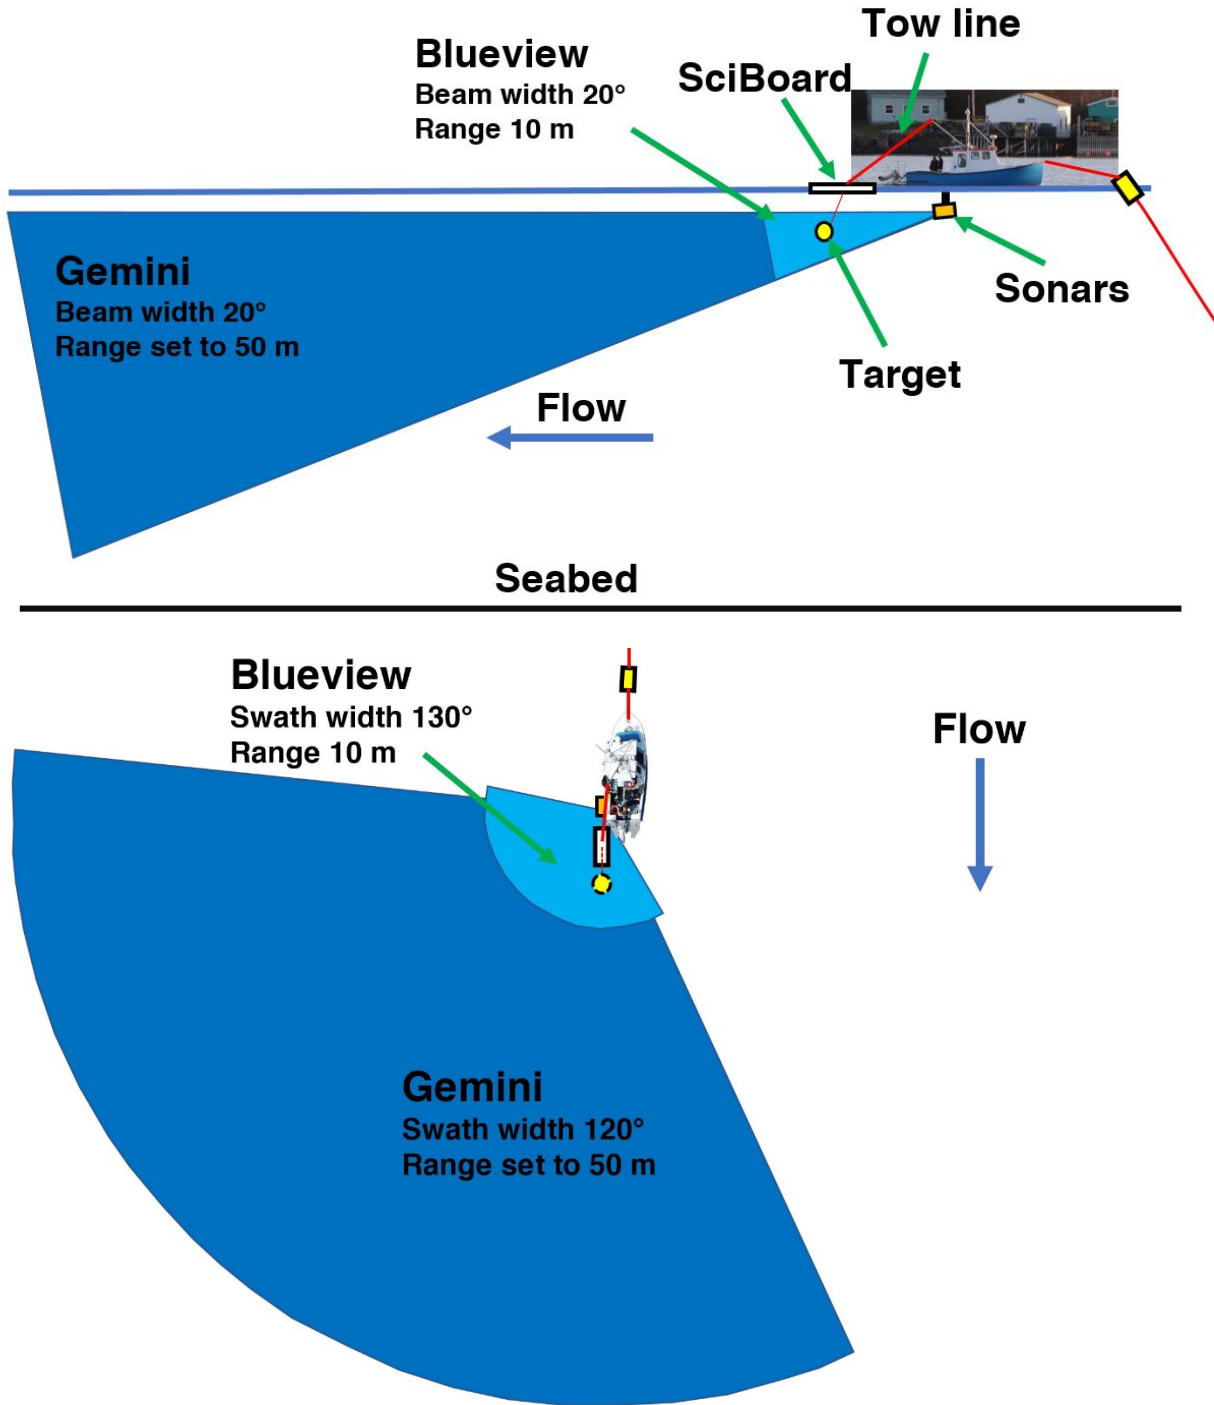 Tow line
Blueview
Beam width 20°
Range 10 m
SciBoard
Gemini
Beam width 20°
Range set to 50 m
Sonars
Target
Flow
Seabed
Blueview
Swath width 130°
Range 10 m
Flow
Gemini
Swath width 120°
Range set to 50 m